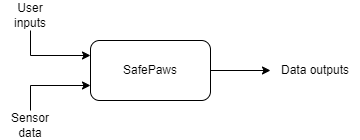 User
inputs
SafePaws
Data outputs
Sensor
data